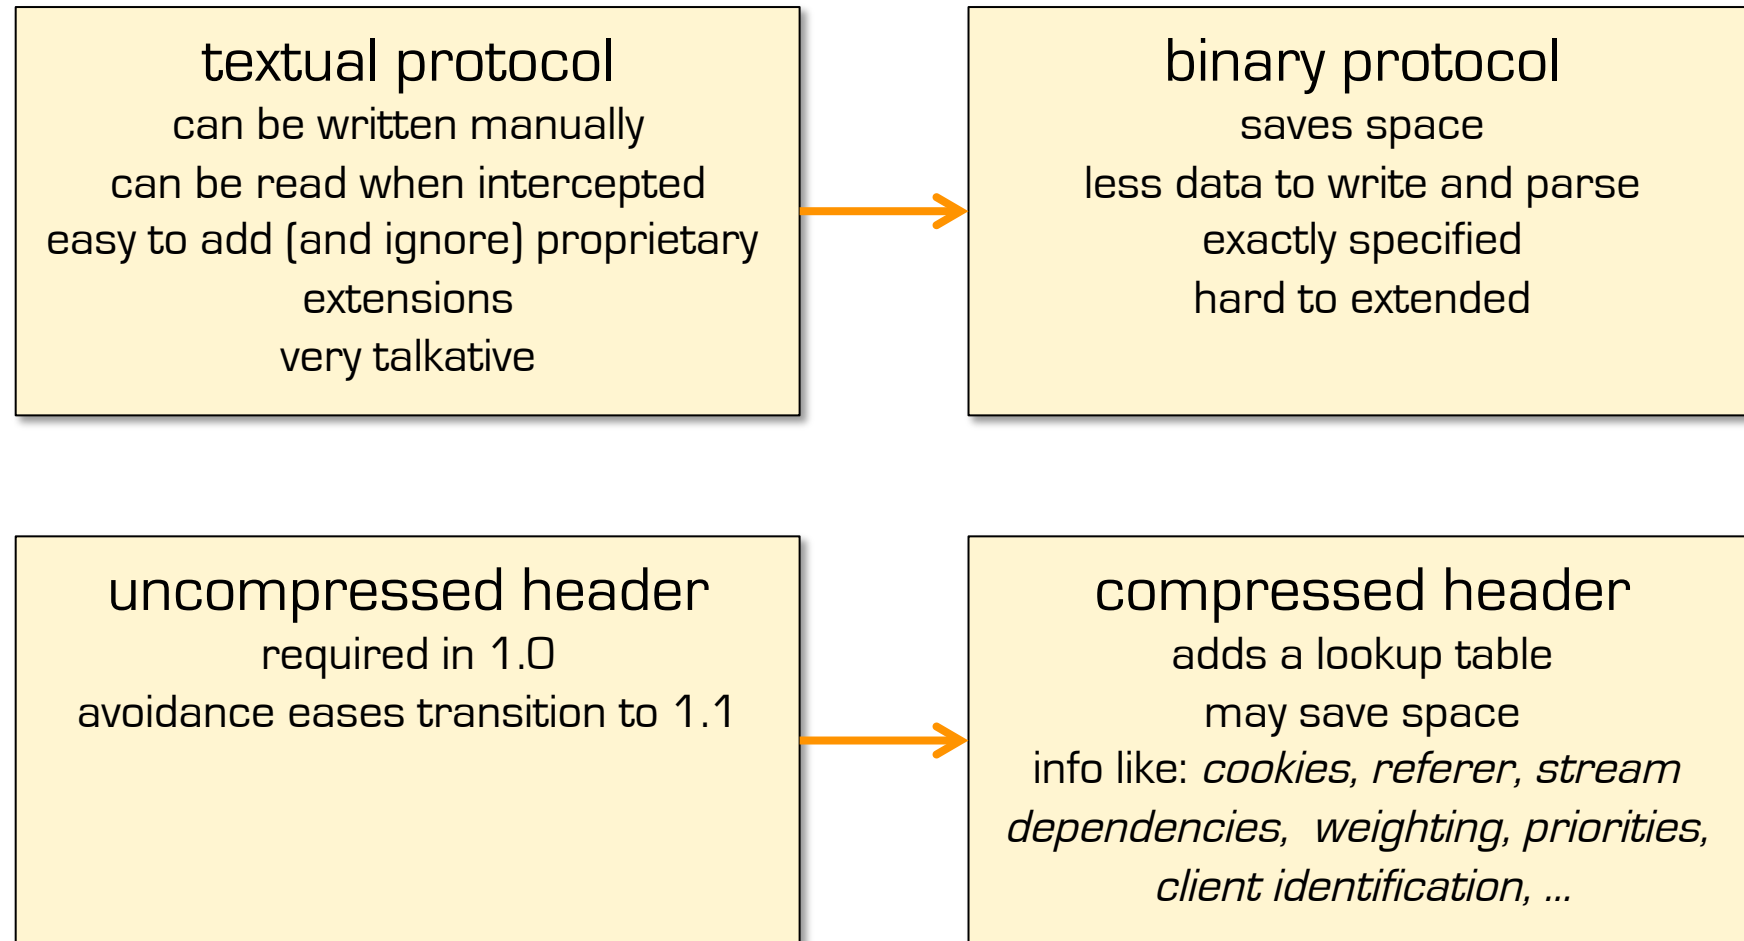 textual protocol
can be written manually
can be read when intercepted
easy to add (and ignore) proprietary
extensions
very talkative
binary protocol
saves space
less data to write and parse
exactly specified
hard to extended
uncompressed header
required in 1.0
avoidance eases transition to 1.1
compressed header
adds a lookup table
may save space
info like: cookies, referer, stream
dependencies, weighting, priorities,
client identification, ...